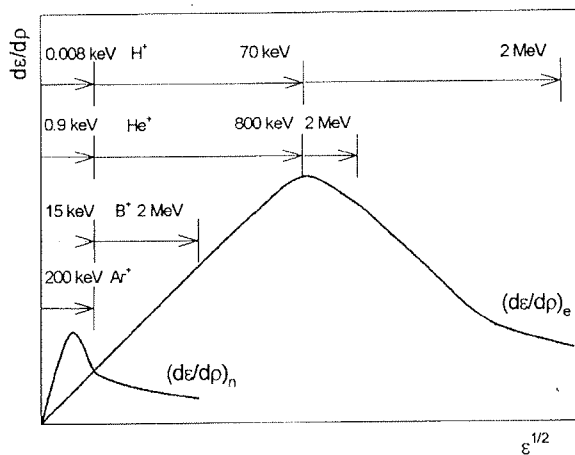 dε/dρ
0.008 keV H⁺ 70 keV 2 MeV
0.9 keV He⁺ 800 keV 2 MeV
15 keV B⁺ 2 MeV
200 keV Ar⁺
(dε/dρ)ₑ
(dε/dρ)ₙ
ε¹/²